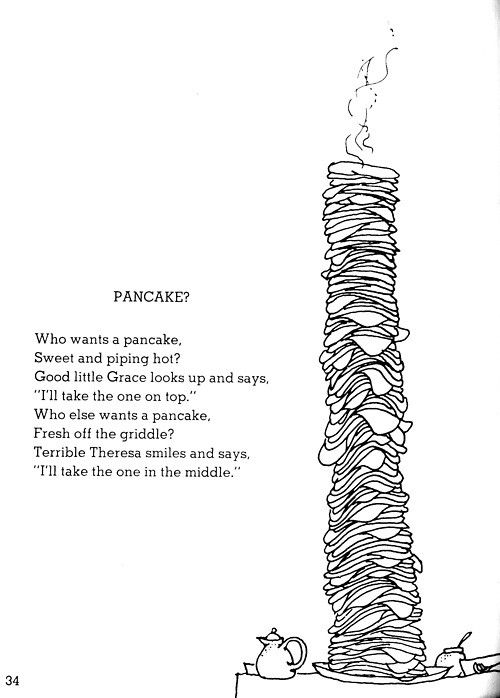 PANCAKE?
Who wants a pancake,
Sweet and piping hot?
Good little Grace looks up and says,
"I'll take the one on top."
Who else wants a pancake,
Fresh off the griddle?
Terrible Theresa smiles and says,
"I'll take the one in the middle."
34